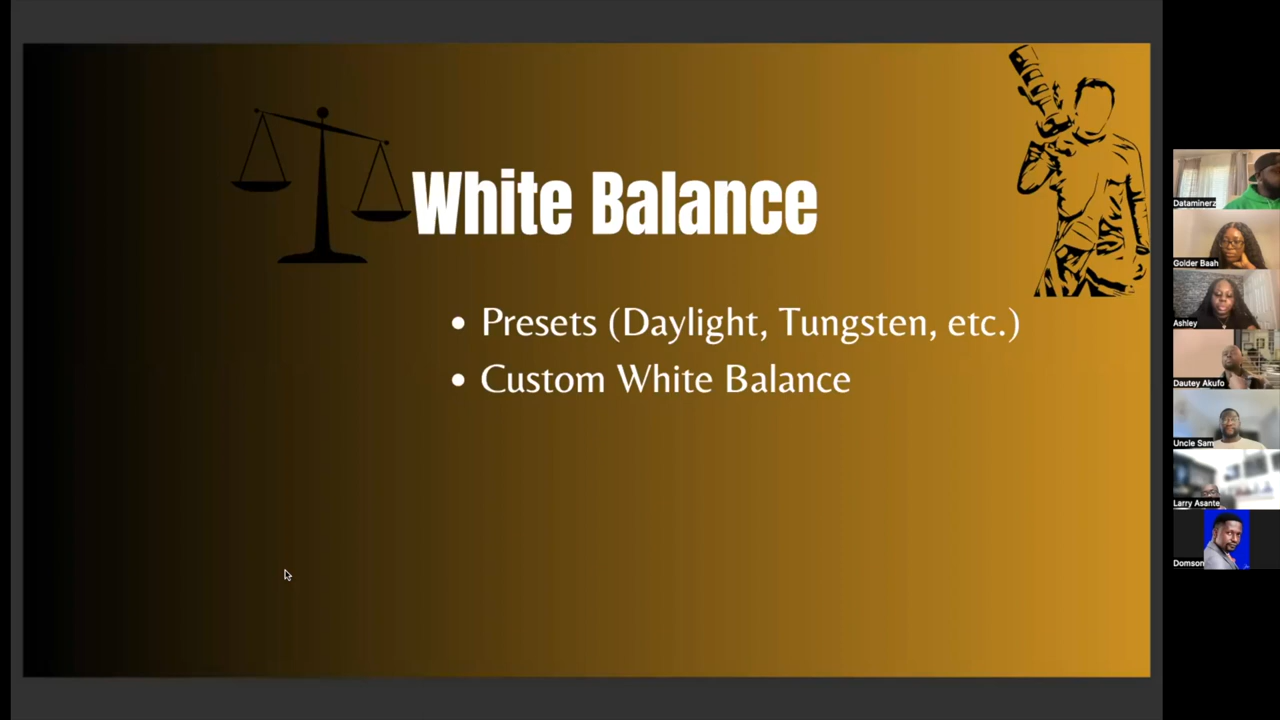 White Balance
• Presets (Daylight, Tungsten, etc.)
• Custom White Balance
Dataminerz
Golder Baah
Ashley
Dautey Akufo
Uncle Sam
Larry Asante
Domson